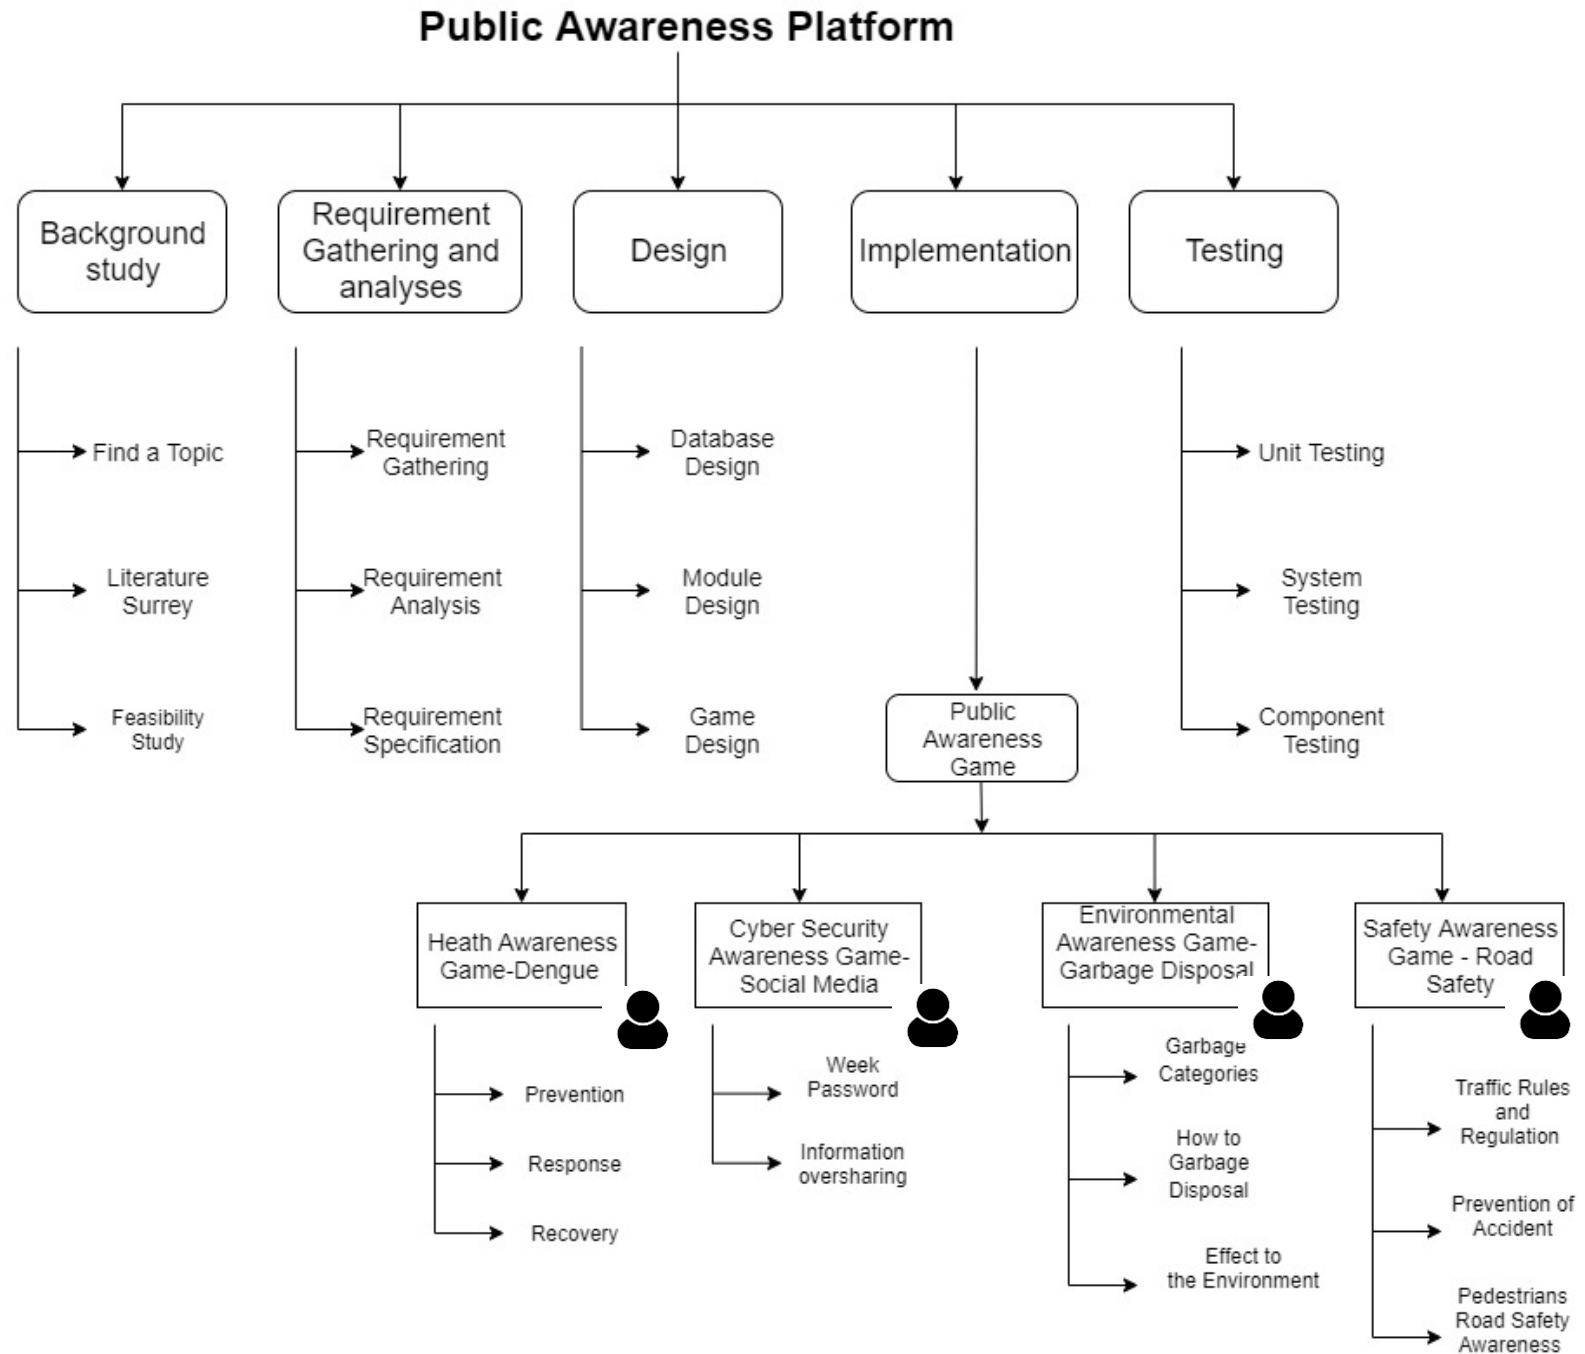 Public Awareness Platform
Background
study
Requirement
Gathering and
analyses
Design
Implementation
Testing
Find a Topic
Literature
Surrey
Feasibility
Study
Requirement
Gathering
Requirement
Analysis
Requirement
Specification
Database
Design
Module
Design
Game
Design
Public
Awareness
Game
Unit Testing
System
Testing
Component
Testing
Heath Awareness
Game-Dengue
Cyber Security
Awareness Game-
Social Media
Environmental
Awareness Game-
Garbage Disposal
Safety Awareness
Game - Road
Safety
Prevention
Response
Recovery
Week
Password
Information
oversharing
Garbage
Categories
How to
Garbage
Disposal
Effect to
the Environment
Traffic Rules
and
Regulation
Prevention of
Accident
Pedestrians
Road Safety
Awareness